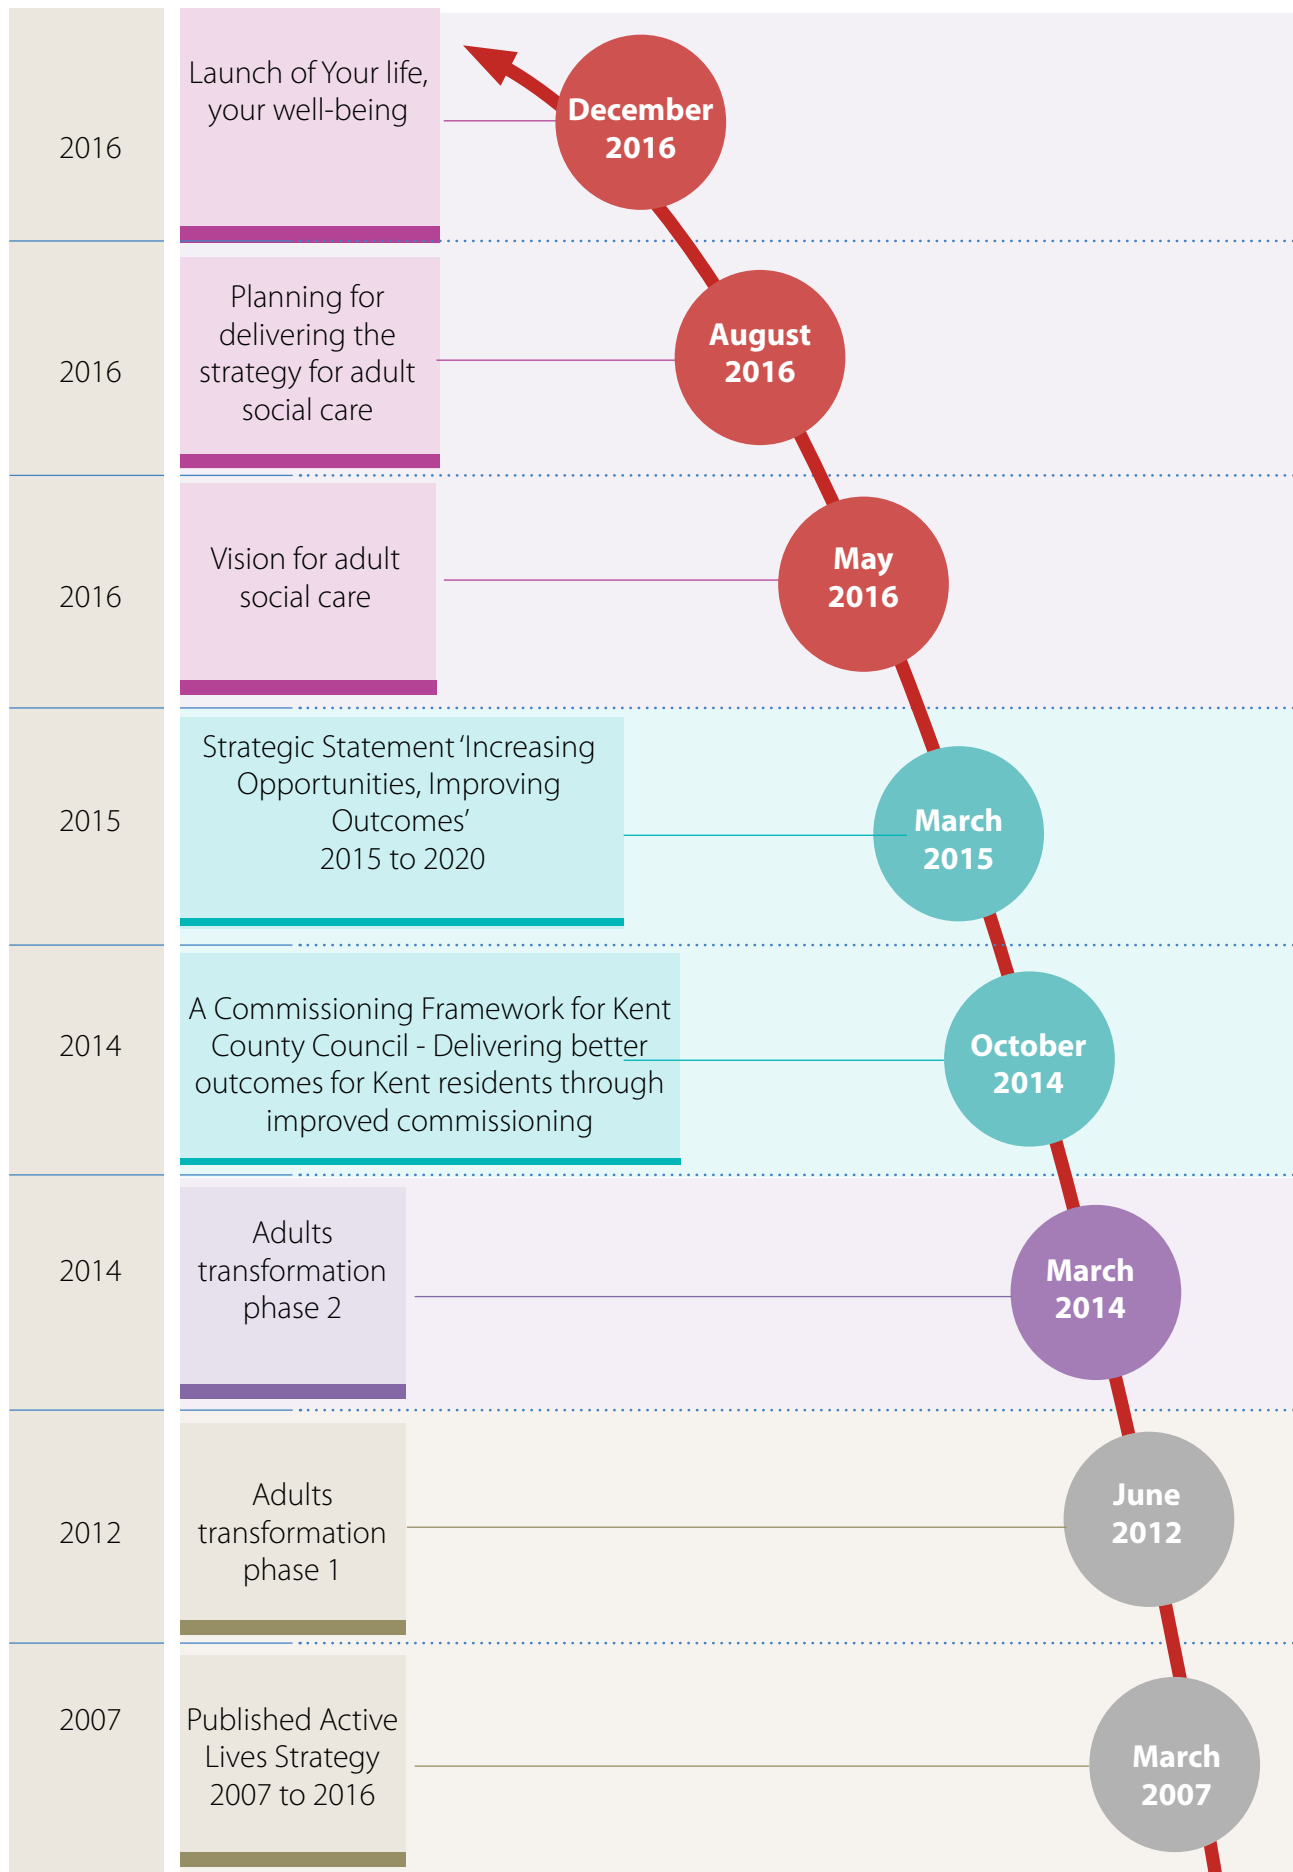 2016
Launch of Your life,
your well-being
December
2016
2016
Planning for
delivering the
strategy for adult
social care
August
2016
2016
Vision for adult
social care
May
2016
2015
Strategic Statement ‘Increasing
Opportunities, Improving
Outcomes’
2015 to 2020
March
2015
2014
A Commissioning Framework for Kent
County Council - Delivering better
outcomes for Kent residents through
improved commissioning
October
2014
2014
Adults
transformation
phase 2
March
2014
2012
Adults
transformation
phase 1
June
2012
2007
Published Active
Lives Strategy
2007 to 2016
March
2007